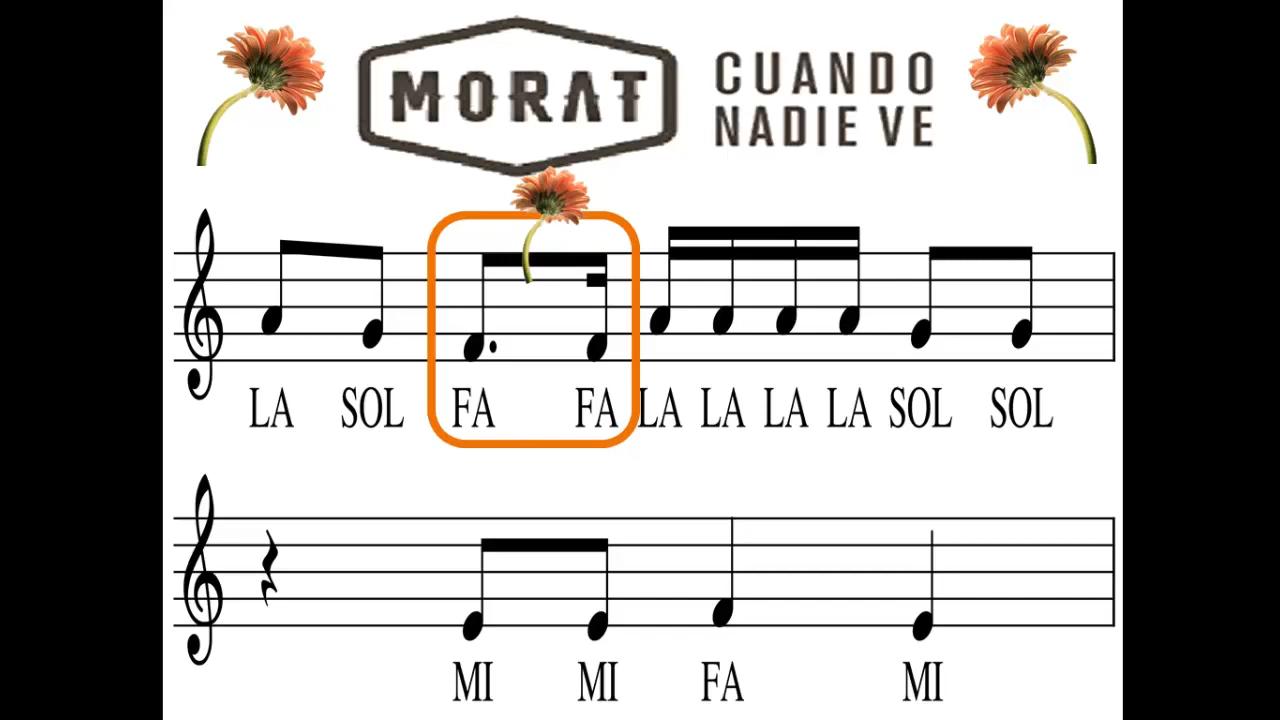 MORAT
CUANDO
NADIE VE
LA SOL FA FA LA LA LA LA SOL SOL
MI MI FA MI